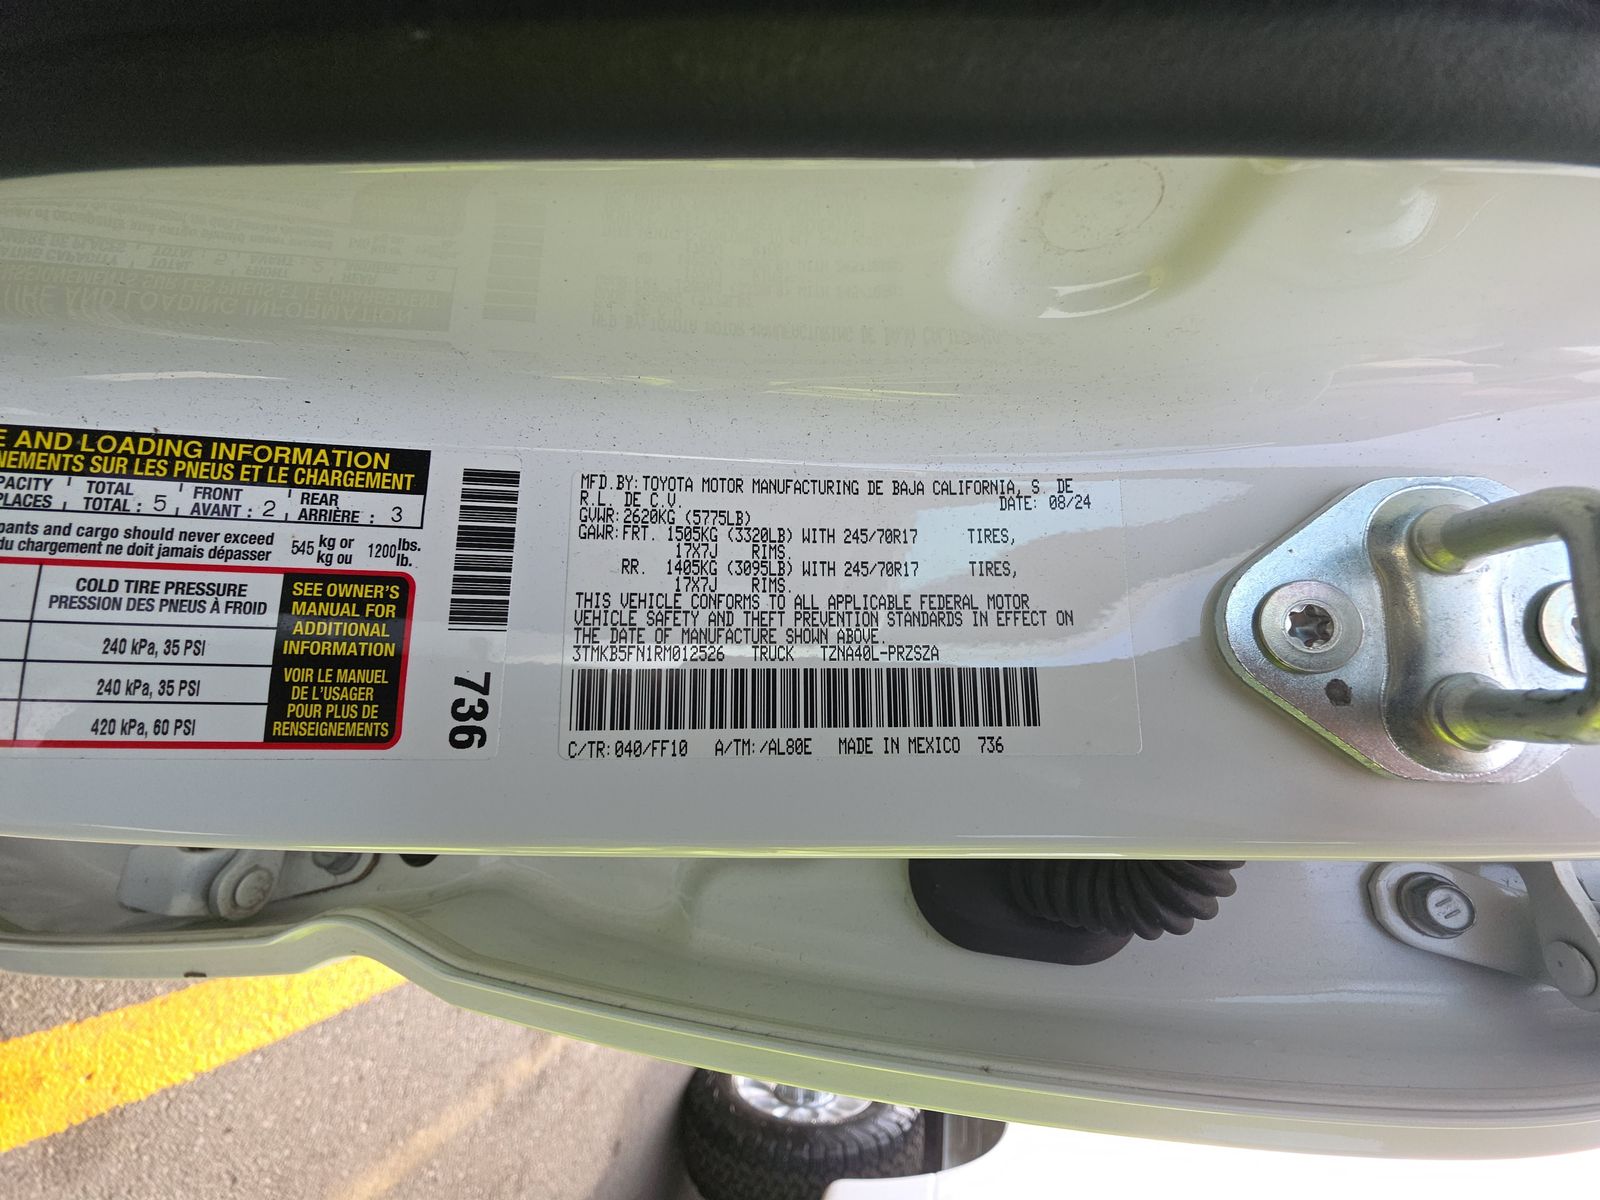 E AND LOADING INFORMATION
NEMENTS SUR LES PNEUS ET LE CHARGEMENT
PACITY TOTAL FRONT REAR
PLACES TOTAL : 5 AVANT : 2 ARRIÈRE : 3
pants and cargo should never exceed 545 kg or 1200 lbs.
du chargement ne doit jamais dépasser kg ou lb.
COLD TIRE PRESSURE
PRESSION DES PNEUS À FROID
240 kPa, 35 PSI
240 kPa, 35 PSI
420 kPa, 60 PSI
SEE OWNER'S
MANUAL FOR
ADDITIONAL
INFORMATION
VOIR LE MANUEL
DE L'USAGER
POUR PLUS DE
RENSEIGNEMENTS
736
MFD.BY:TOYOTA MOTOR MANUFACTURING DE BAJA CALIFORNIA, S. DE
R.L. DE C.V. DATE: 08/24
GVWR:2620KG (5775LB)
GAWR:FRT. 1505KG (3320LB) WITH 245/70R17 TIRES,
17X7J RIMS.
RR. 1405KG (3095LB) WITH 245/70R17 TIRES,
17X7J RIMS.
THIS VEHICLE CONFORMS TO ALL APPLICABLE FEDERAL MOTOR
VEHICLE SAFETY AND THEFT PREVENTION STANDARDS IN EFFECT ON
THE DATE OF MANUFACTURE SHOWN ABOVE.
3TMKB5FN1RM012526 TRUCK TZNA40L-PRZSZA
C/TR:040/FF10 A/TM:/AL80E MADE IN MEXICO 736